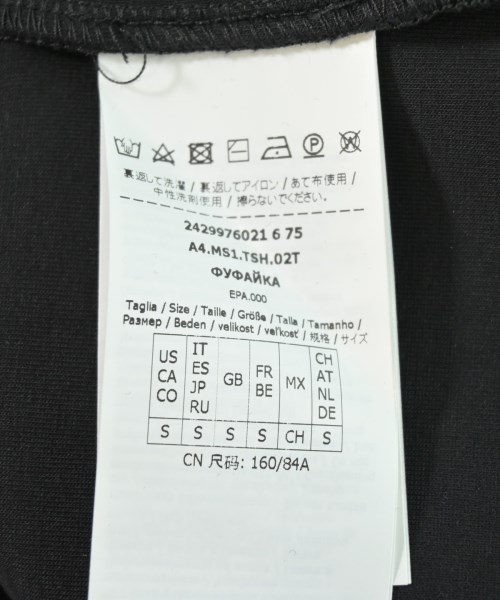 裏返して洗濯 / 裏返してアイロン / あて布使用 /
中性洗剤使用 / 擦らないでください。
2429976021 6 75
A4.MS1.TSH.02T
ФУФАЙКА
EPA.000
Taglia / Size / Taille / Größe / Talla / Tamanho /
Размер / Beden / velikost / veľkosť / 规格 / サイズ
US CA CO | IT ES JP RU | GB | FR BE | MX | CH AT NL DE
S | S | S | S | CH | S
CN 尺码: 160/84A